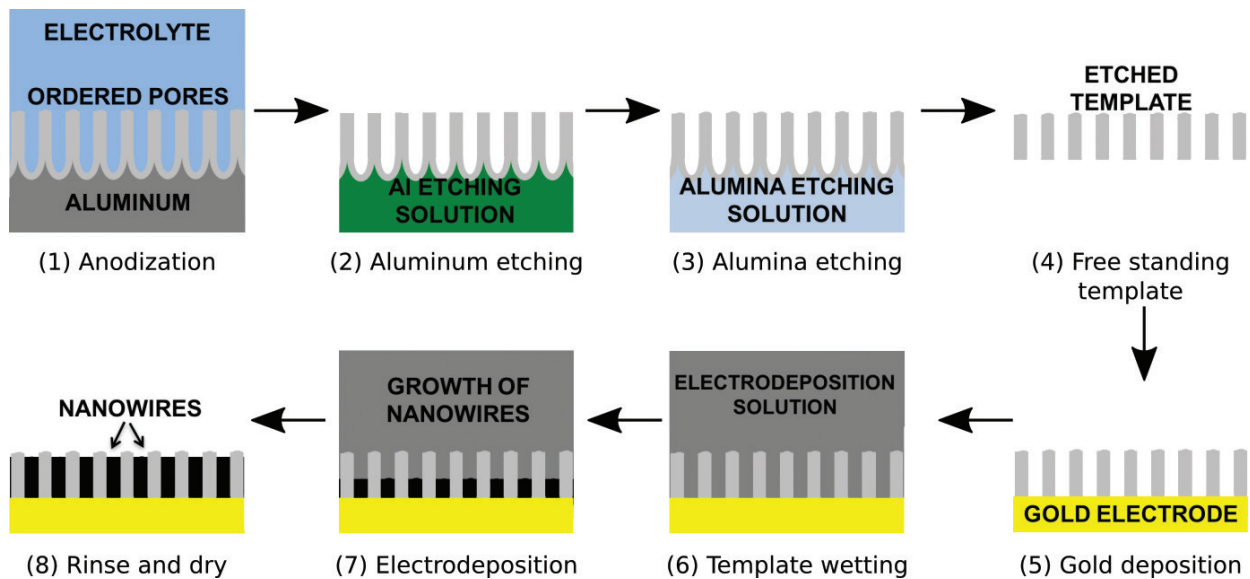 ELECTROLYTE
ORDERED PORES
ALUMINUM
(1) Anodization
Al ETCHING
SOLUTION
(2) Aluminum etching
ALUMINA ETCHING
SOLUTION
(3) Alumina etching
ETCHED
TEMPLATE
(4) Free standing
template
GOLD ELECTRODE
(5) Gold deposition
ELECTRODEPOSITION
SOLUTION
(6) Template wetting
GROWTH OF
NANOWIRES
(7) Electrodeposition
NANOWIRES
(8) Rinse and dry